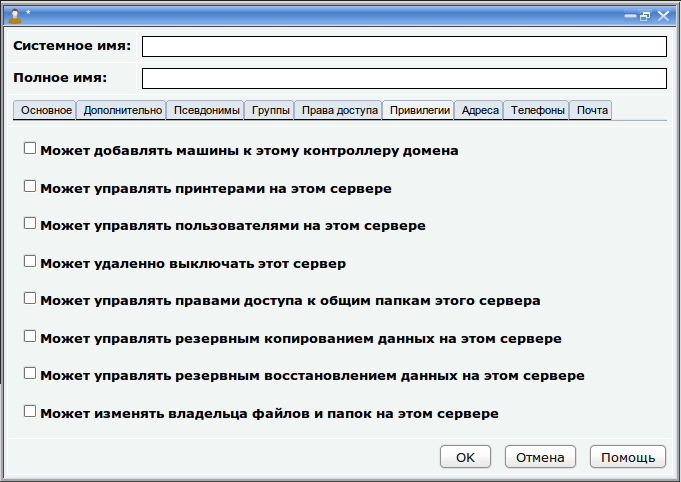 *
Системное имя:
Полное имя:
Основное Дополнительно Псевдонимы Группы Права доступа Привилегии Адреса Телефоны Почта
Может добавлять машины к этому контроллеру домена
Может управлять принтерами на этом сервере
Может управлять пользователями на этом сервере
Может удаленно выключать этот сервер
Может управлять правами доступа к общим папкам этого сервера
Может управлять резервным копированием данных на этом сервере
Может управлять резервным восстановлением данных на этом сервере
Может изменять владельца файлов и папок на этом сервере
OK Отмена Помощь